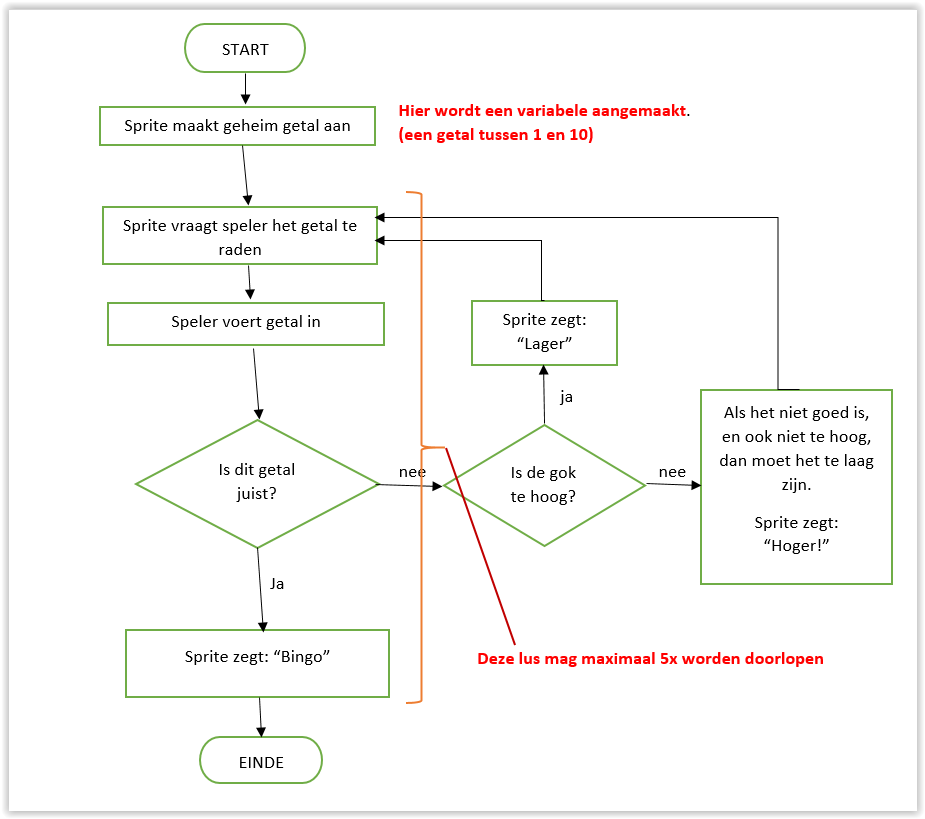 START
Sprite maakt geheim getal aan
Hier wordt een variabele aangemaakt.
(een getal tussen 1 en 10)
Sprite vraagt speler het getal te
raden
Speler voert getal in
Sprite zegt:
“Lager”
ja
Als het niet goed is,
en ook niet te hoog,
dan moet het te laag
zijn.
Sprite zegt:
“Hoger!”
Is dit getal
juist?
nee
Is de gok
te hoog?
nee
Ja
Sprite zegt: “Bingo”
Deze lus mag maximaal 5x worden doorlopen
EINDE